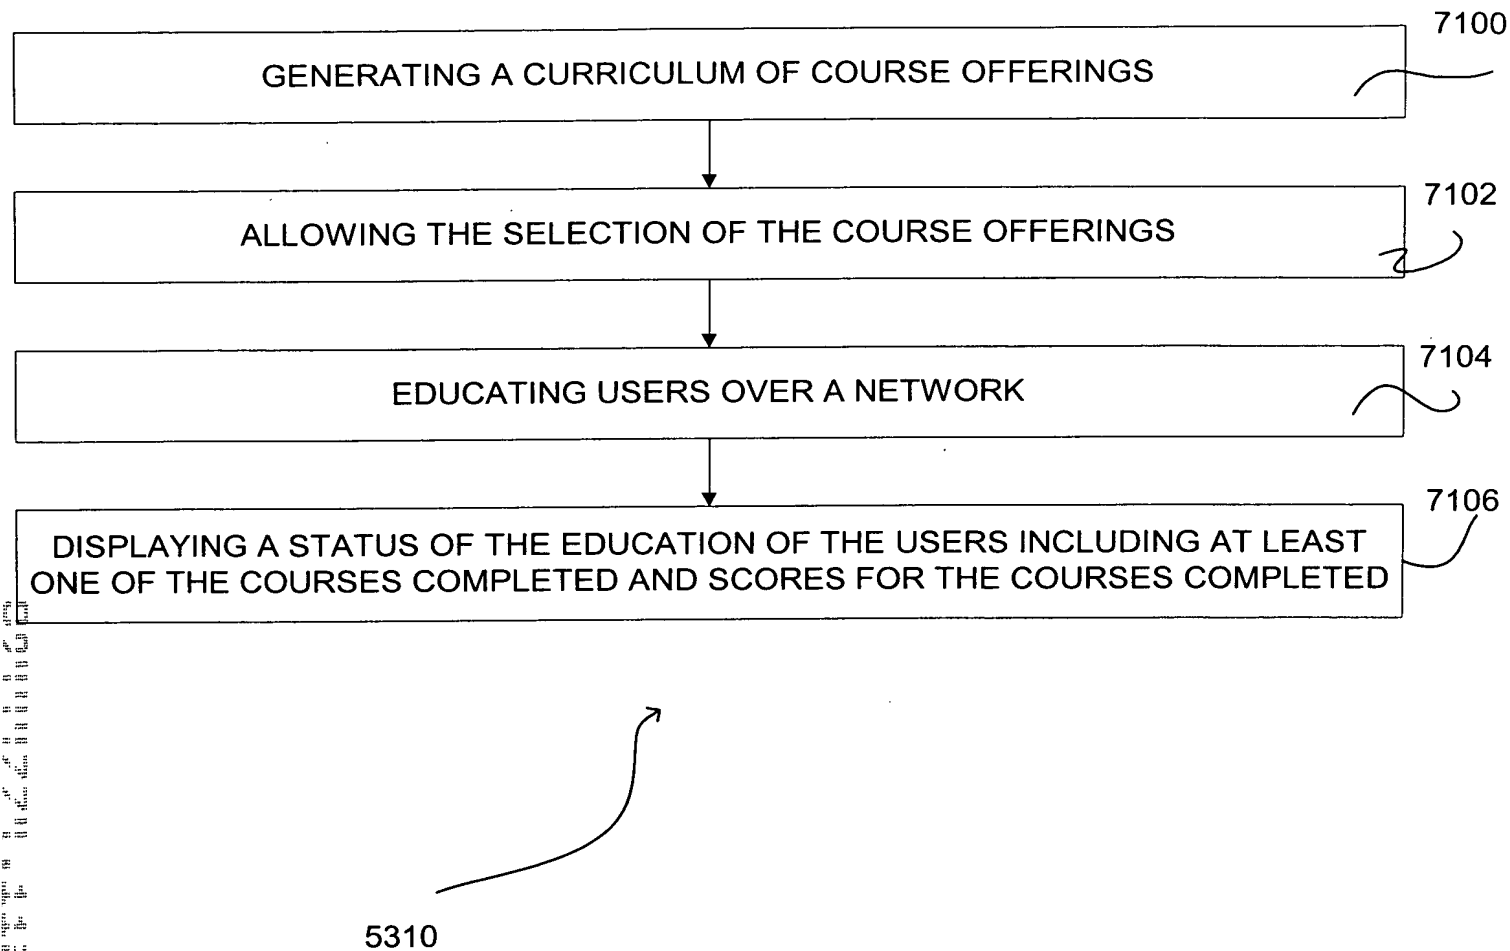 7100
GENERATING A CURRICULUM OF COURSE OFFERINGS
7102
ALLOWING THE SELECTION OF THE COURSE OFFERINGS
7104
EDUCATING USERS OVER A NETWORK
7106
DISPLAYING A STATUS OF THE EDUCATION OF THE USERS INCLUDING AT LEAST
ONE OF THE COURSES COMPLETED AND SCORES FOR THE COURSES COMPLETED
5310